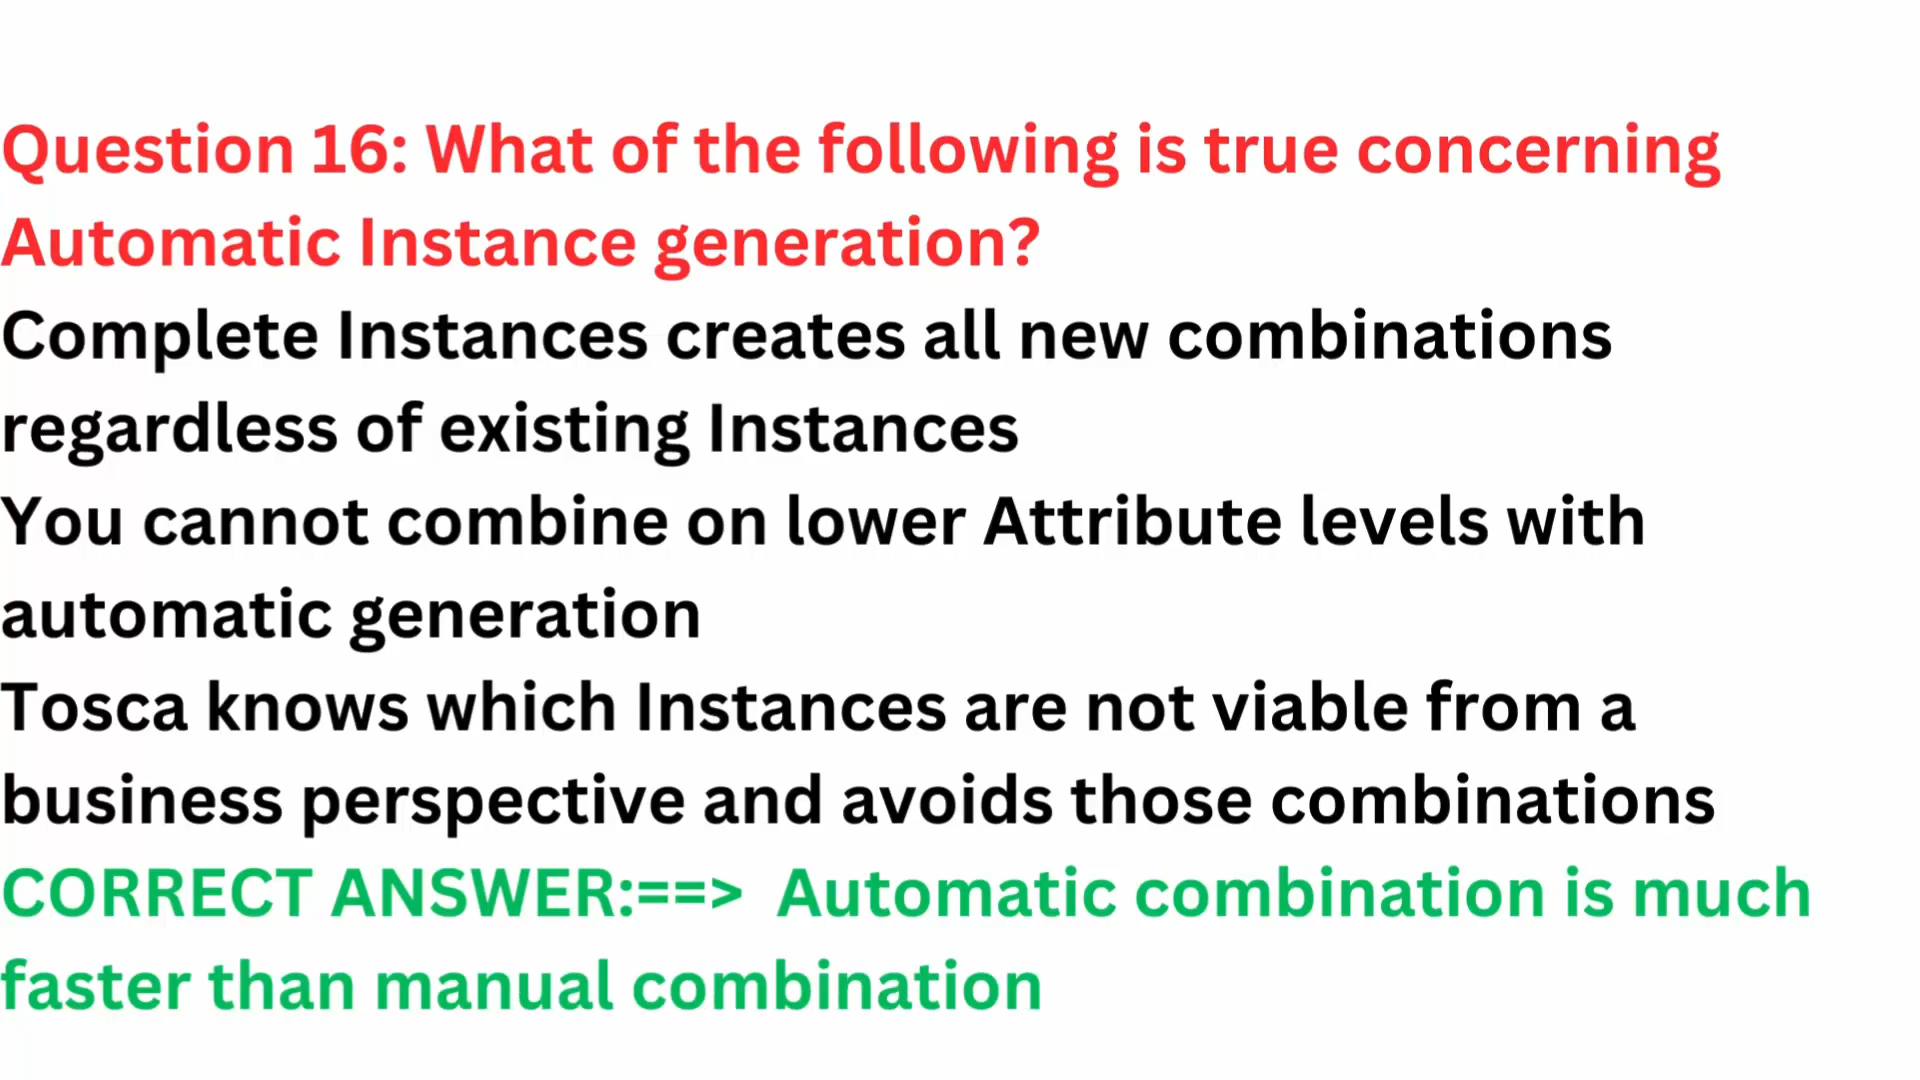 Question 16: What of the following is true concerning
Automatic Instance generation?
Complete Instances creates all new combinations
regardless of existing Instances
You cannot combine on lower Attribute levels with
automatic generation
Tosca knows which Instances are not viable from a
business perspective and avoids those combinations
CORRECT ANSWER:==> Automatic combination is much
faster than manual combination